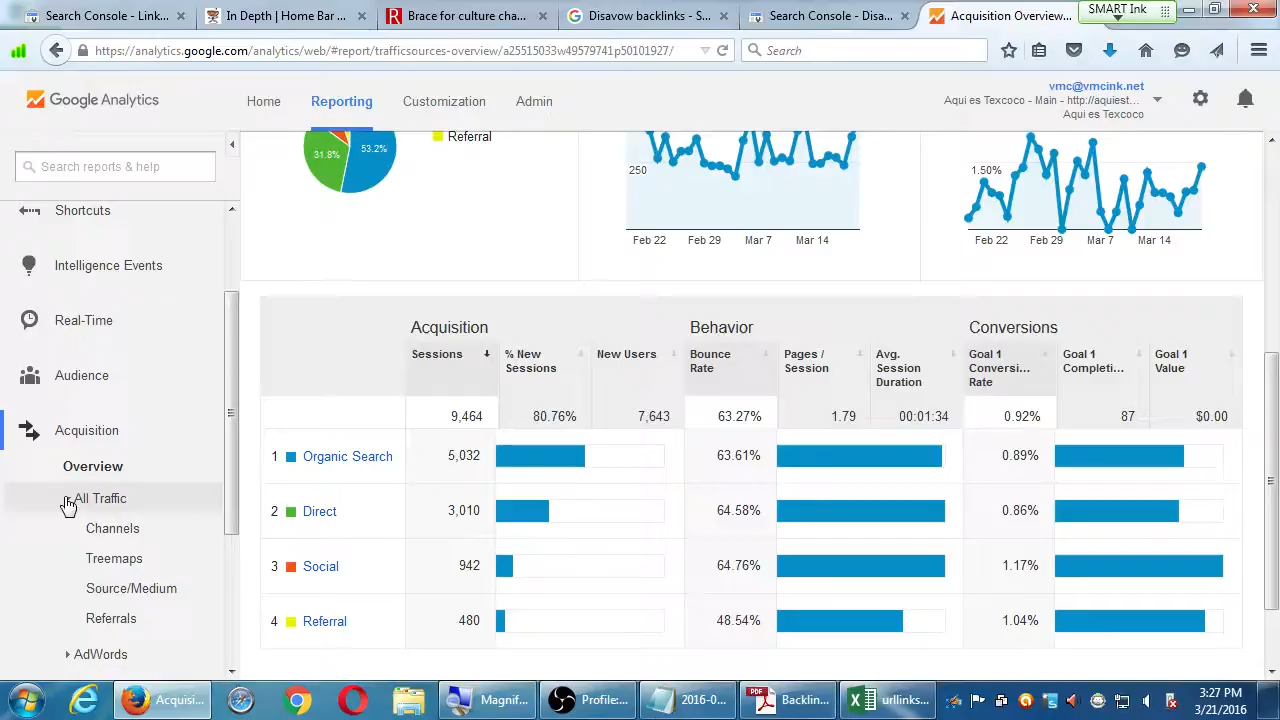 Search Console - Link...
In Depth | Home Bar ...
Brace for culture cha...
Disavow backlinks - S...
Search Console - Disa...
Acquisition Overview...
SMART Ink
https://analytics.google.com/analytics/web/#report/trafficsources-overview/a25515033w49579741p50101927/
Search
Google Analytics
Home
Reporting
Customization
Admin
vmc@vmcink.net
Aqui es Texcoco - Main - http://aquiest...
Aqui es Texcoco
Search reports & help
Shortcuts
Intelligence Events
Real-Time
Audience
Acquisition
Overview
All Traffic
Channels
Treemaps
Source/Medium
Referrals
AdWords
31.8%
53.2%
Referral
250
Feb 22 Feb 29 Mar 7 Mar 14
1.50%
Feb 22 Feb 29 Mar 7 Mar 14
Acquisition Behavior Conversions
Sessions % New Sessions New Users Bounce Rate Pages / Session Avg. Session Duration Goal 1 Conversi... Rate Goal 1 Completi... Goal 1 Value
9,464 80.76% 7,643 63.27% 1.79 00:01:34 0.92% 87 $0.00
1 Organic Search 5,032 63.61% 0.89%
2 Direct 3,010 64.58% 0.86%
3 Social 942 64.76% 1.17%
4 Referral 480 48.54% 1.04%
Acquisi...
Magnif...
Profile:...
2016-0...
PDF
Backlin...
urllinks...
3:27 PM
3/21/2016